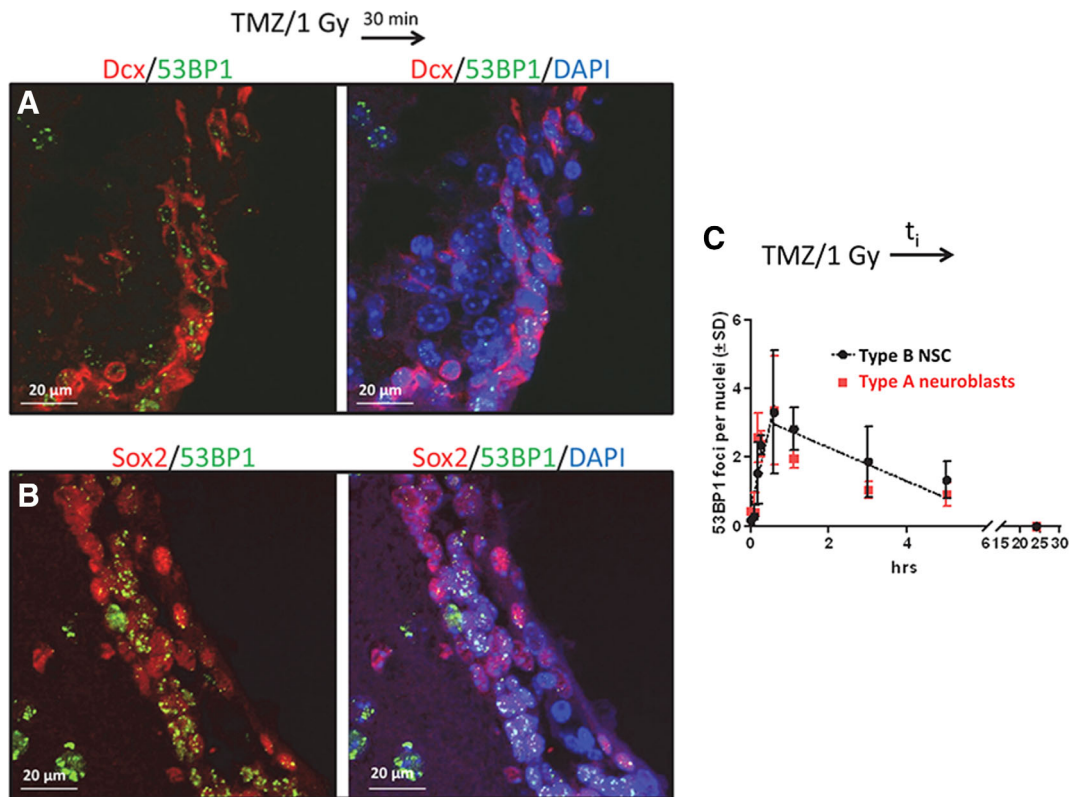 TMZ/1 Gy 30 min
Dcx/53BP1
Dcx/53BP1/DAPI
A
20 µm
20 µm
Sox2/53BP1
Sox2/53BP1/DAPI
B
20 µm
20 µm
C
TMZ/1 Gy ti
53BP1 foci per nuclei (± SD)
6
4
2
0
Type B NSC
Type A neuroblasts
0 2 4 6 15 20 25 30
hrs